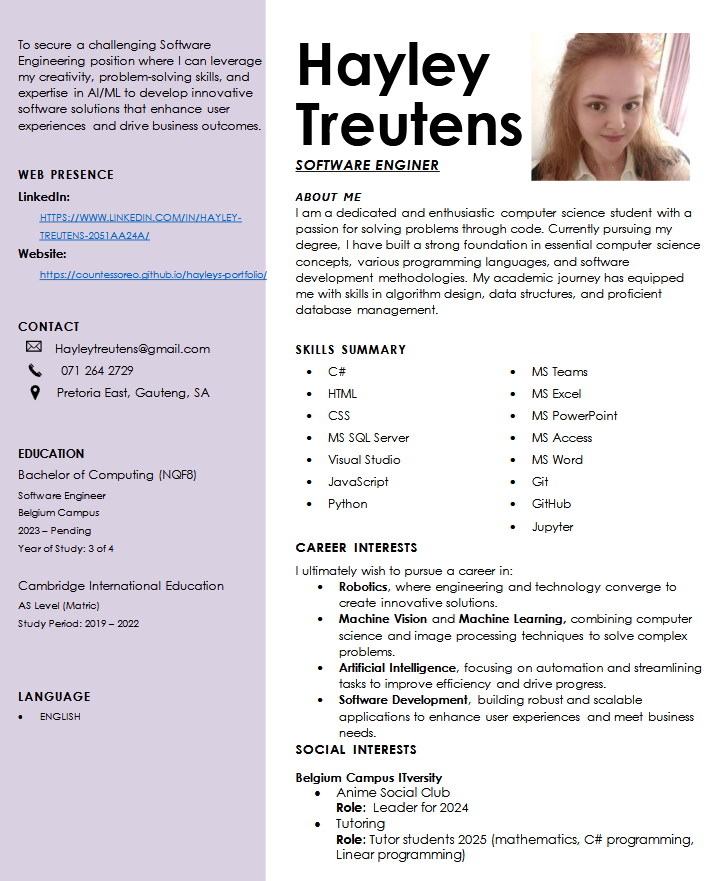 To secure a challenging Software
Engineering position where I can leverage
my creativity, problem-solving skills, and
expertise in AI/ML to develop innovative
software solutions that enhance user
experiences and drive business outcomes.
WEB PRESENCE
LinkedIn:
HTTPS://WWW.LINKEDIN.COM/IN/HAYLEY-
TREUTENS-2051AA24A/
Website:
https://countessoreo.github.io/hayleys-portfolio/
CONTACT
Hayleytreutens@gmail.com
071 264 2729
Pretoria East, Gauteng, SA
EDUCATION
Bachelor of Computing (NQF8)
Software Engineer
Belgium Campus
2023 – Pending
Year of Study: 3 of 4
Cambridge International Education
AS Level (Matric)
Study Period: 2019 – 2022
LANGUAGE
• ENGLISH
Hayley
Treutens
SOFTWARE ENGINER
ABOUT ME
I am a dedicated and enthusiastic computer science student with a
passion for solving problems through code. Currently pursuing my
degree, I have built a strong foundation in essential computer science
concepts, various programming languages, and software
development methodologies. My academic journey has equipped
me with skills in algorithm design, data structures, and proficient
database management.
SKILLS SUMMARY
• C#
• HTML
• CSS
• MS SQL Server
• Visual Studio
• JavaScript
• Python
• MS Teams
• MS Excel
• MS PowerPoint
• MS Access
• MS Word
• Git
• GitHub
• Jupyter
CAREER INTERESTS
I ultimately wish to pursue a career in:
• Robotics, where engineering and technology converge to
create innovative solutions.
• Machine Vision and Machine Learning, combining computer
science and image processing techniques to solve complex
problems.
• Artificial Intelligence, focusing on automation and streamlining
tasks to improve efficiency and drive progress.
• Software Development, building robust and scalable
applications to enhance user experiences and meet business
needs.
SOCIAL INTERESTS
Belgium Campus ITversity
• Anime Social Club
Role: Leader for 2024
• Tutoring
Role: Tutor students 2025 (mathematics, C# programming,
Linear programming)